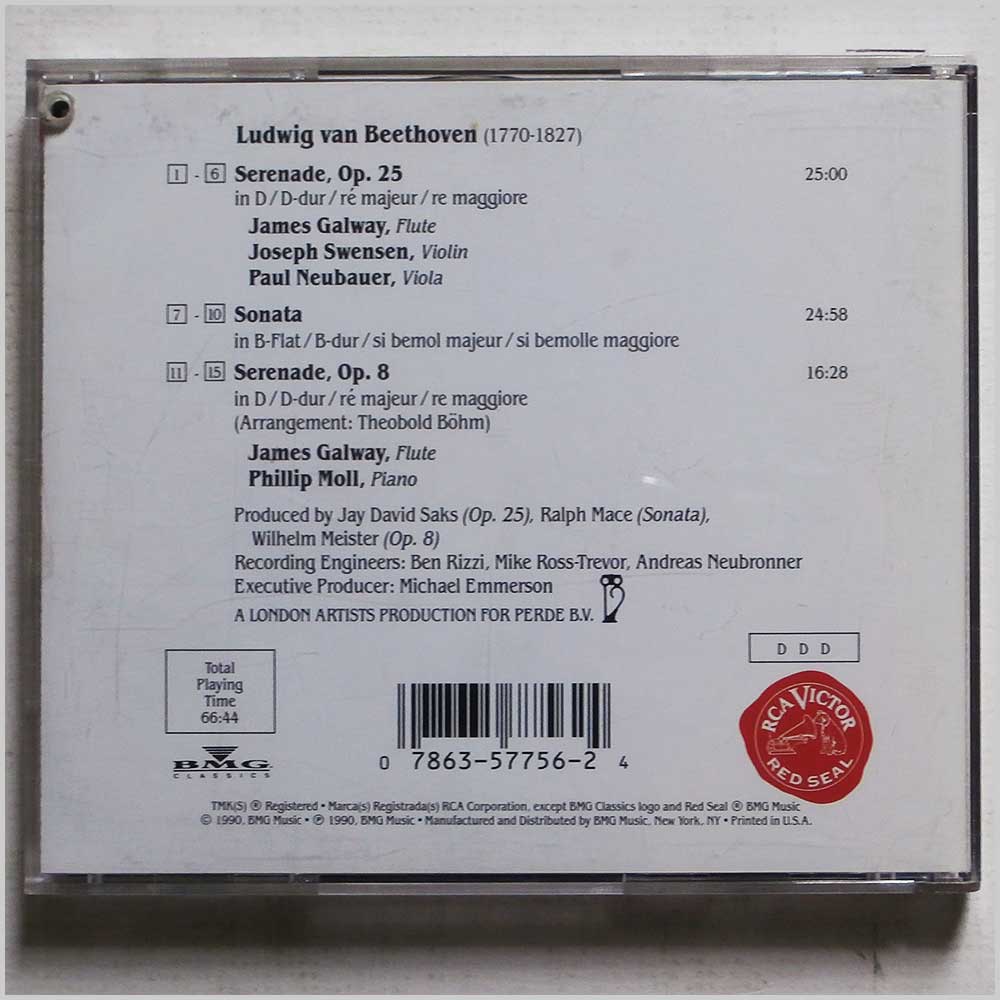 Ludwig van Beethoven (1770-1827)
1 - 6 Serenade, Op. 25 25:00
in D/D-dur/ré majeur/re maggiore
James Galway, Flute
Joseph Swensen, Violin
Paul Neubauer, Viola
7 - 10 Sonata 24:58
in B-Flat/B-dur/si bemol majeur/si bemolle maggiore
11 - 15 Serenade, Op. 8 16:28
in D/D-dur/ré majeur/re maggiore
(Arrangement: Theobold Böhm)
James Galway, Flute
Phillip Moll, Piano
Produced by Jay David Saks (Op. 25), Ralph Mace (Sonata),
Wilhelm Meister (Op. 8)
Recording Engineers: Ben Rizzi, Mike Ross-Trevor, Andreas Neubronner
Executive Producer: Michael Emmerson
A LONDON ARTISTS PRODUCTION FOR PERDE B.V.
D D D
Total
Playing
Time
66:44
BMG
CLASSICS
0 7863-57756-2 4
RCA VICTOR
RED SEAL
TMK(S) ® Registered • Marca(s) Registrada(s) RCA Corporation, except BMG Classics logo and Red Seal ® BMG Music
© 1990, BMG Music • ℗ 1990, BMG Music • Manufactured and Distributed by BMG Music, New York, NY • Printed in U.S.A.